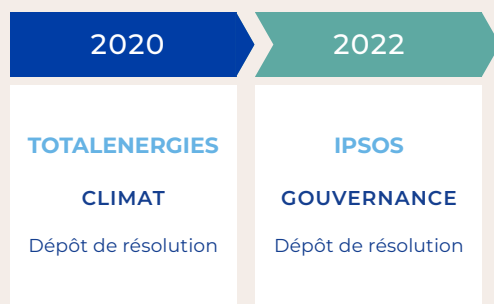 2020
TOTALENERGIES
CLIMAT
Dépôt de résolution
2022
IPSOS
GOUVERNANCE
Dépôt de résolution